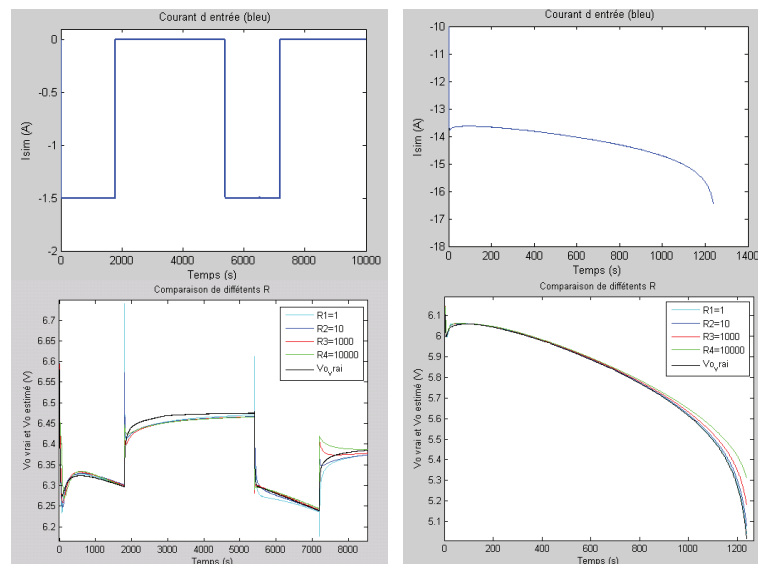 Courant d entrée (bleu)
0
-0.5
-1
-1.5
-2
Isim (A)
0 2000 4000 6000 8000 10000
Temps (s)
Courant d entrée (bleu)
-10
-11
-12
-13
-14
-15
-16
-17
-18
Isim (A)
0 200 400 600 800 1000 1200 1400
Temps (s)
Comparaison de différents R
6.7
6.65
6.6
6.55
6.5
6.45
6.4
6.35
6.3
6.25
6.2
Vo vrai et Vo estimé (V)
R1=1
R2=10
R3=1000
R4=10000
Vovrai
0 1000 2000 3000 4000 5000 6000 7000 8000
Temps (s)
Comparaison de différents R
6.1
6
5.9
5.8
5.7
5.6
5.5
5.4
5.3
5.2
5.1
Vo vrai et Vo estimé (V)
R1=1
R2=10
R3=1000
R4=10000
Vovrai
0 200 400 600 800 1000 1200
Temps (s)